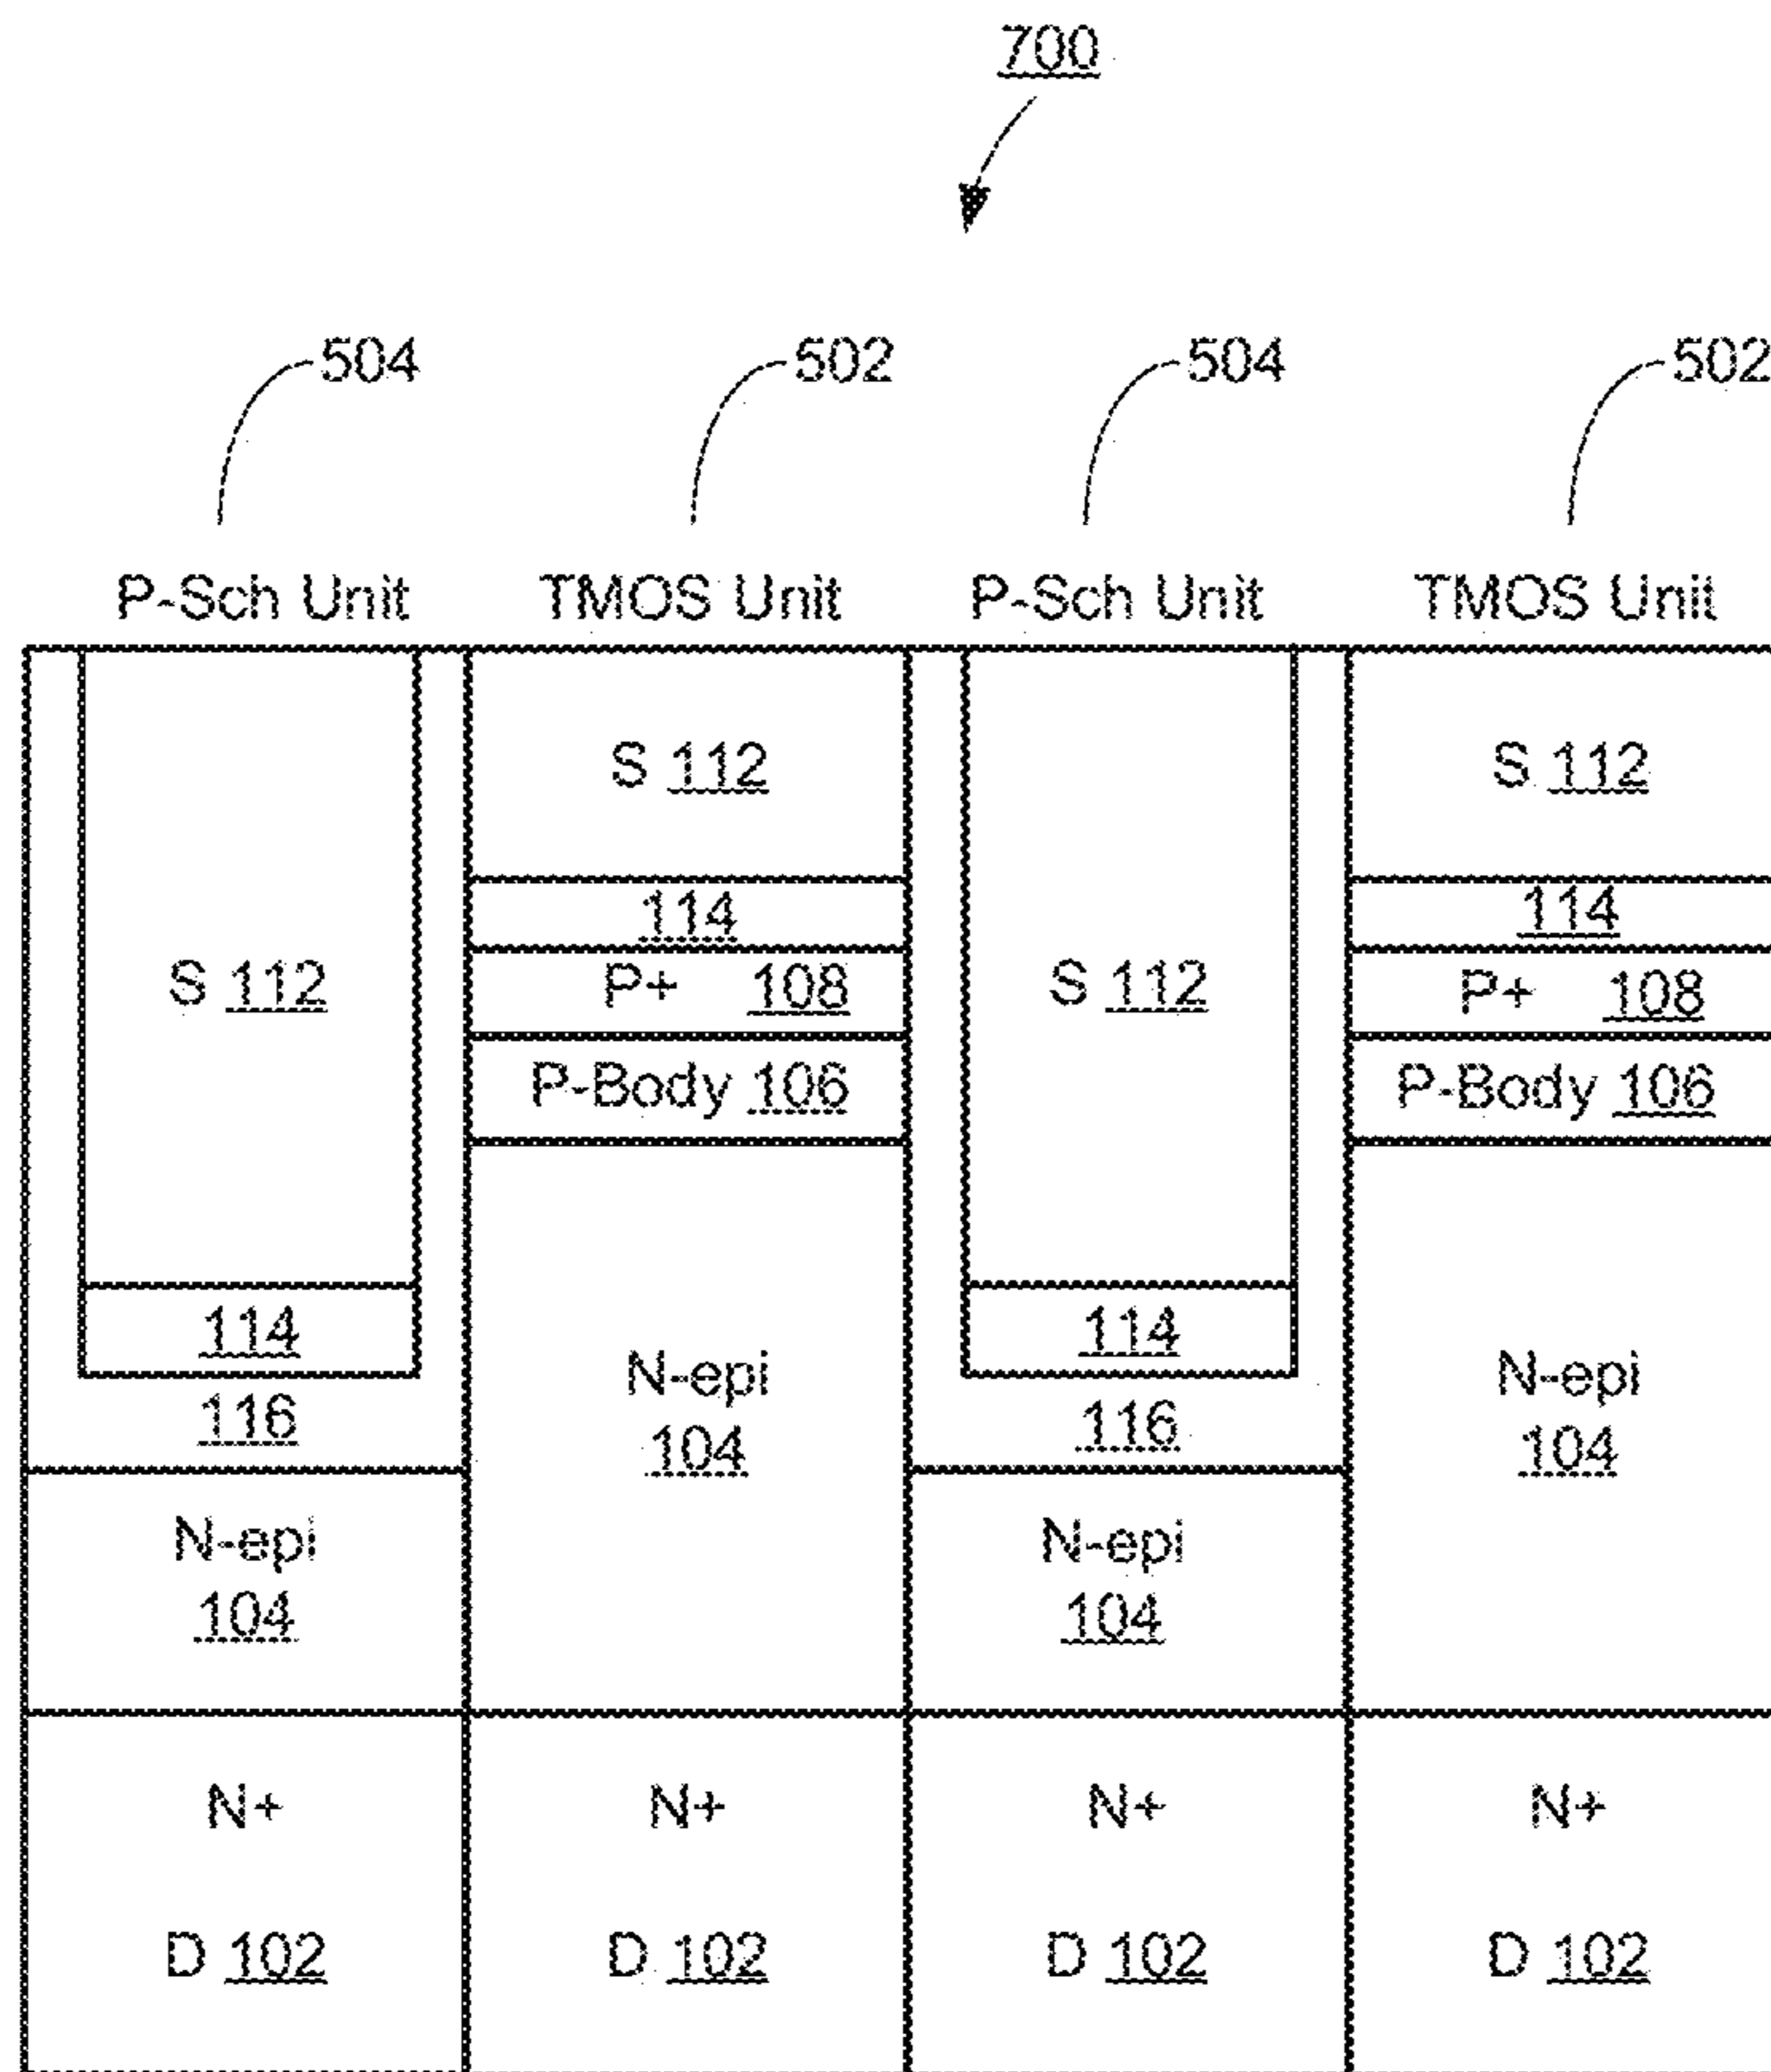 700
504 502 504 502
P-Sch Unit TMOS Unit P-Sch Unit TMOS Unit
S 112 S 112
114 114
S 112 P+ 108 S 112 P+ 108
P-Body 106 P-Body 106
114 114
N-epi N-epi
116 104 116 104
N-epi N-epi
104 104
N+ N+ N+ N+
D 102 D 102 D 102 D 102